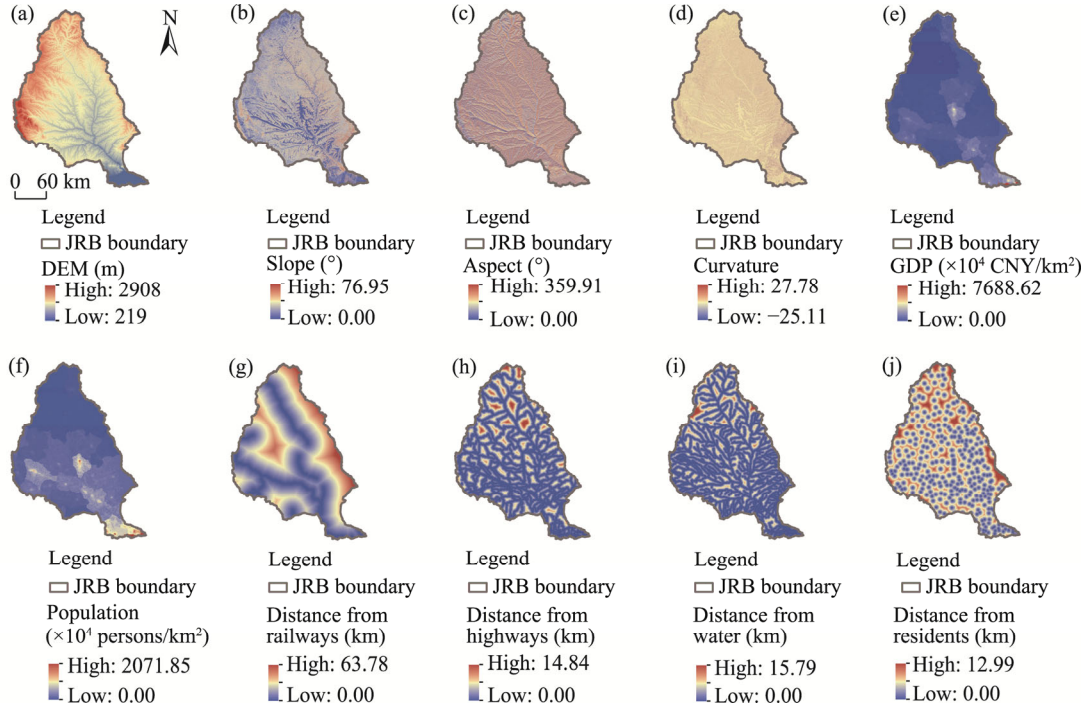 (a)
N
0 60 km
Legend
JRB boundary
DEM (m)
High: 2908
Low: 219
(b)
Legend
JRB boundary
Slope (°)
High: 76.95
Low: 0.00
(c)
Legend
JRB boundary
Aspect (°)
High: 359.91
Low: 0.00
(d)
Legend
JRB boundary
Curvature
High: 27.78
Low: −25.11
(e)
Legend
JRB boundary
GDP (×10⁴ CNY/km²)
High: 7688.62
Low: 0.00
(f)
Legend
JRB boundary
Population
(×10⁴ persons/km²)
High: 2071.85
Low: 0.00
(g)
Legend
JRB boundary
Distance from
railways (km)
High: 63.78
Low: 0.00
(h)
Legend
JRB boundary
Distance from
highways (km)
High: 14.84
Low: 0.00
(i)
Legend
JRB boundary
Distance from
water (km)
High: 15.79
Low: 0.00
(j)
Legend
JRB boundary
Distance from
residents (km)
High: 12.99
Low: 0.00